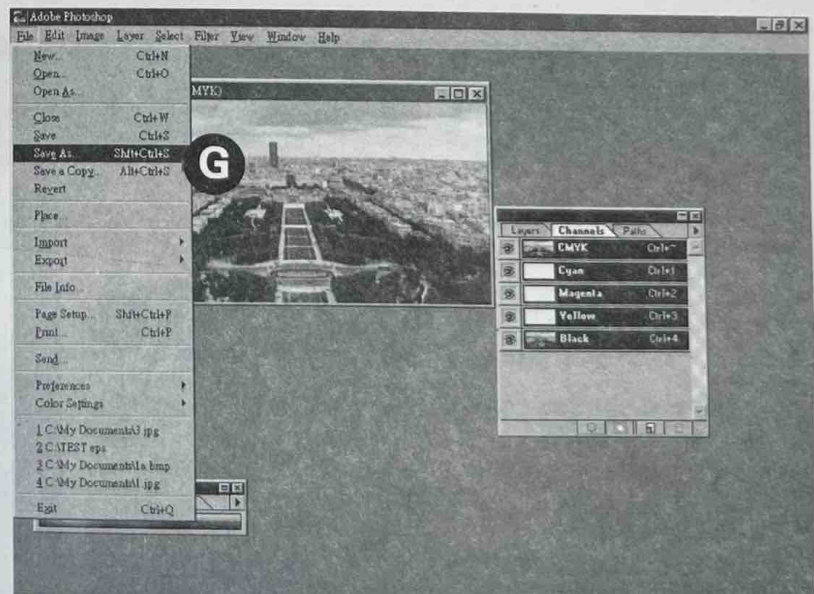 Adobe Photoshop
File Edit Image Layer Select Filter View Window Help
New... Ctrl+N
Open... Ctrl+O
Open As...
Close Ctrl+W
Save Ctrl+S
Save As... Shft+Ctrl+S
Save a Copy... Alt+Ctrl+S
Revert
Place...
Import
Export
File Info...
Page Setup... Shft+Ctrl+P
Print... Ctrl+P
Send...
Preferences
Color Settings
1 C:\My Documents\3.jpg
2 C:\TEST.eps
3 C:\My Documents\1a.bmp
4 C:\My Documents\1.jpg
Exit Ctrl+Q
G
MYK)
Layers Channels Paths
CMYK Ctrl+~
Cyan Ctrl+1
Magenta Ctrl+2
Yellow Ctrl+3
Black Ctrl+4